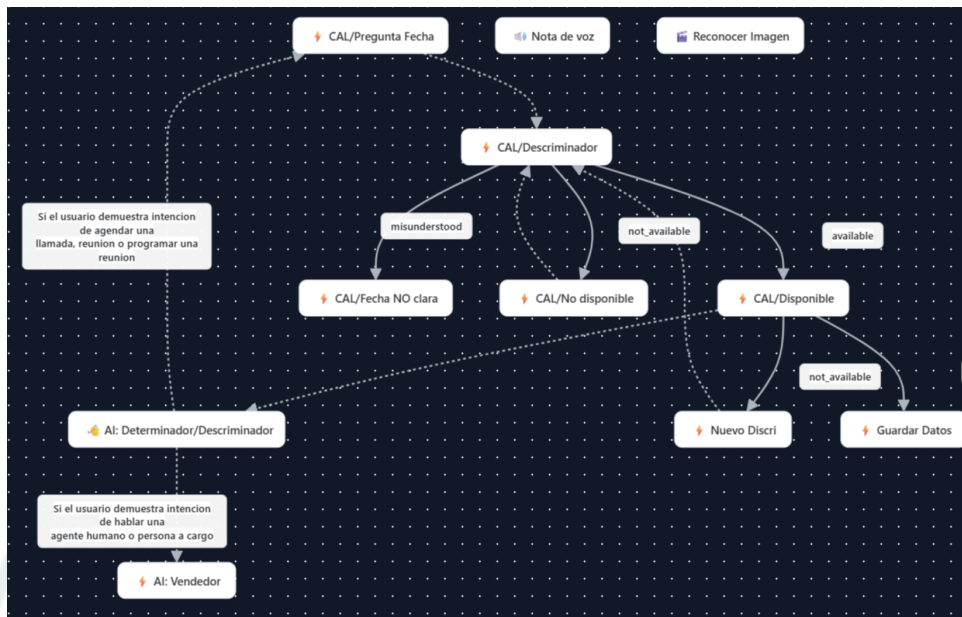 CAL/Pregunta Fecha
Nota de voz
Reconocer Imagen
CAL/Descriminador
Si el usuario demuestra intencion
de agendar una
llamada, reunion o programar una
reunion
misunderstood
not_available
available
CAL/Fecha NO clara
CAL/No disponible
CAL/Disponible
not_available
AI: Determinador/Descriminador
Nuevo Discri
Guardar Datos
Si el usuario demuestra intencion
de hablar una
agente humano o persona a cargo
AI: Vendedor